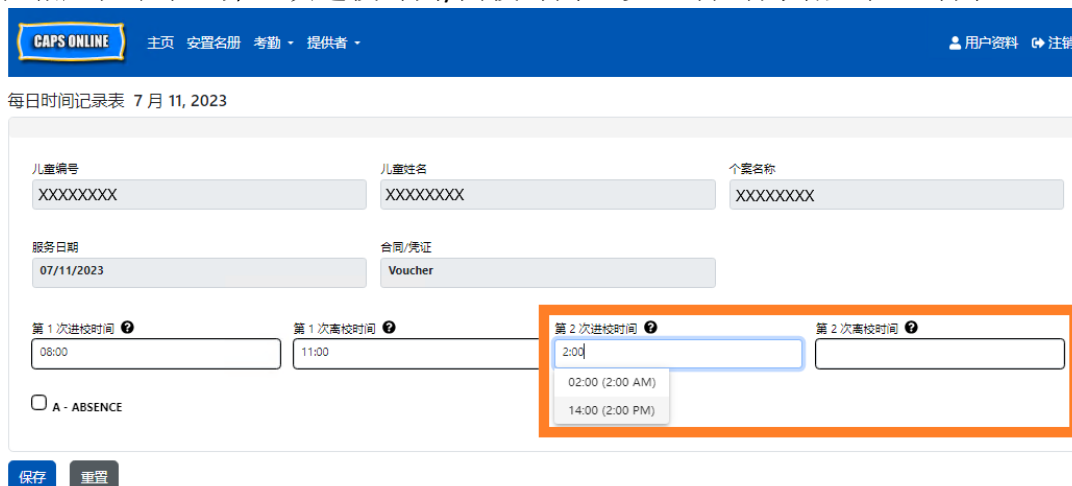 CAPS ONLINE 主页 安置名册 考勤 提供者 用户资料 注销
每日时间记录表 7 月 11, 2023
儿童编号 儿童姓名 个案名称
XXXXXXXX XXXXXXXX XXXXXXXX
服务日期 合同/凭证
07/11/2023 Voucher
第 1 次进校时间 第 1 次离校时间 第 2 次进校时间 第 2 次离校时间
08:00 11:00 2:00
02:00 (2:00 AM)
A - ABSENCE
14:00 (2:00 PM)
保存 重置